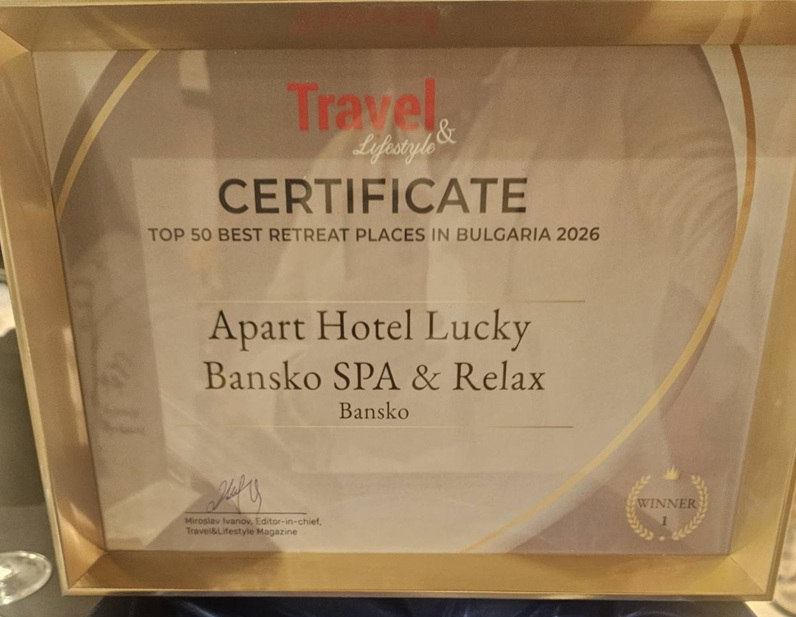 Travel
&
Lifestyle
CERTIFICATE
TOP 50 BEST RETREAT PLACES IN BULGARIA 2026
Apart Hotel Lucky
Bansko SPA & Relax
Bansko
Miroslav Ivanov, Editor-in-chief,
Travel&Lifestyle Magazine
WINNER
1